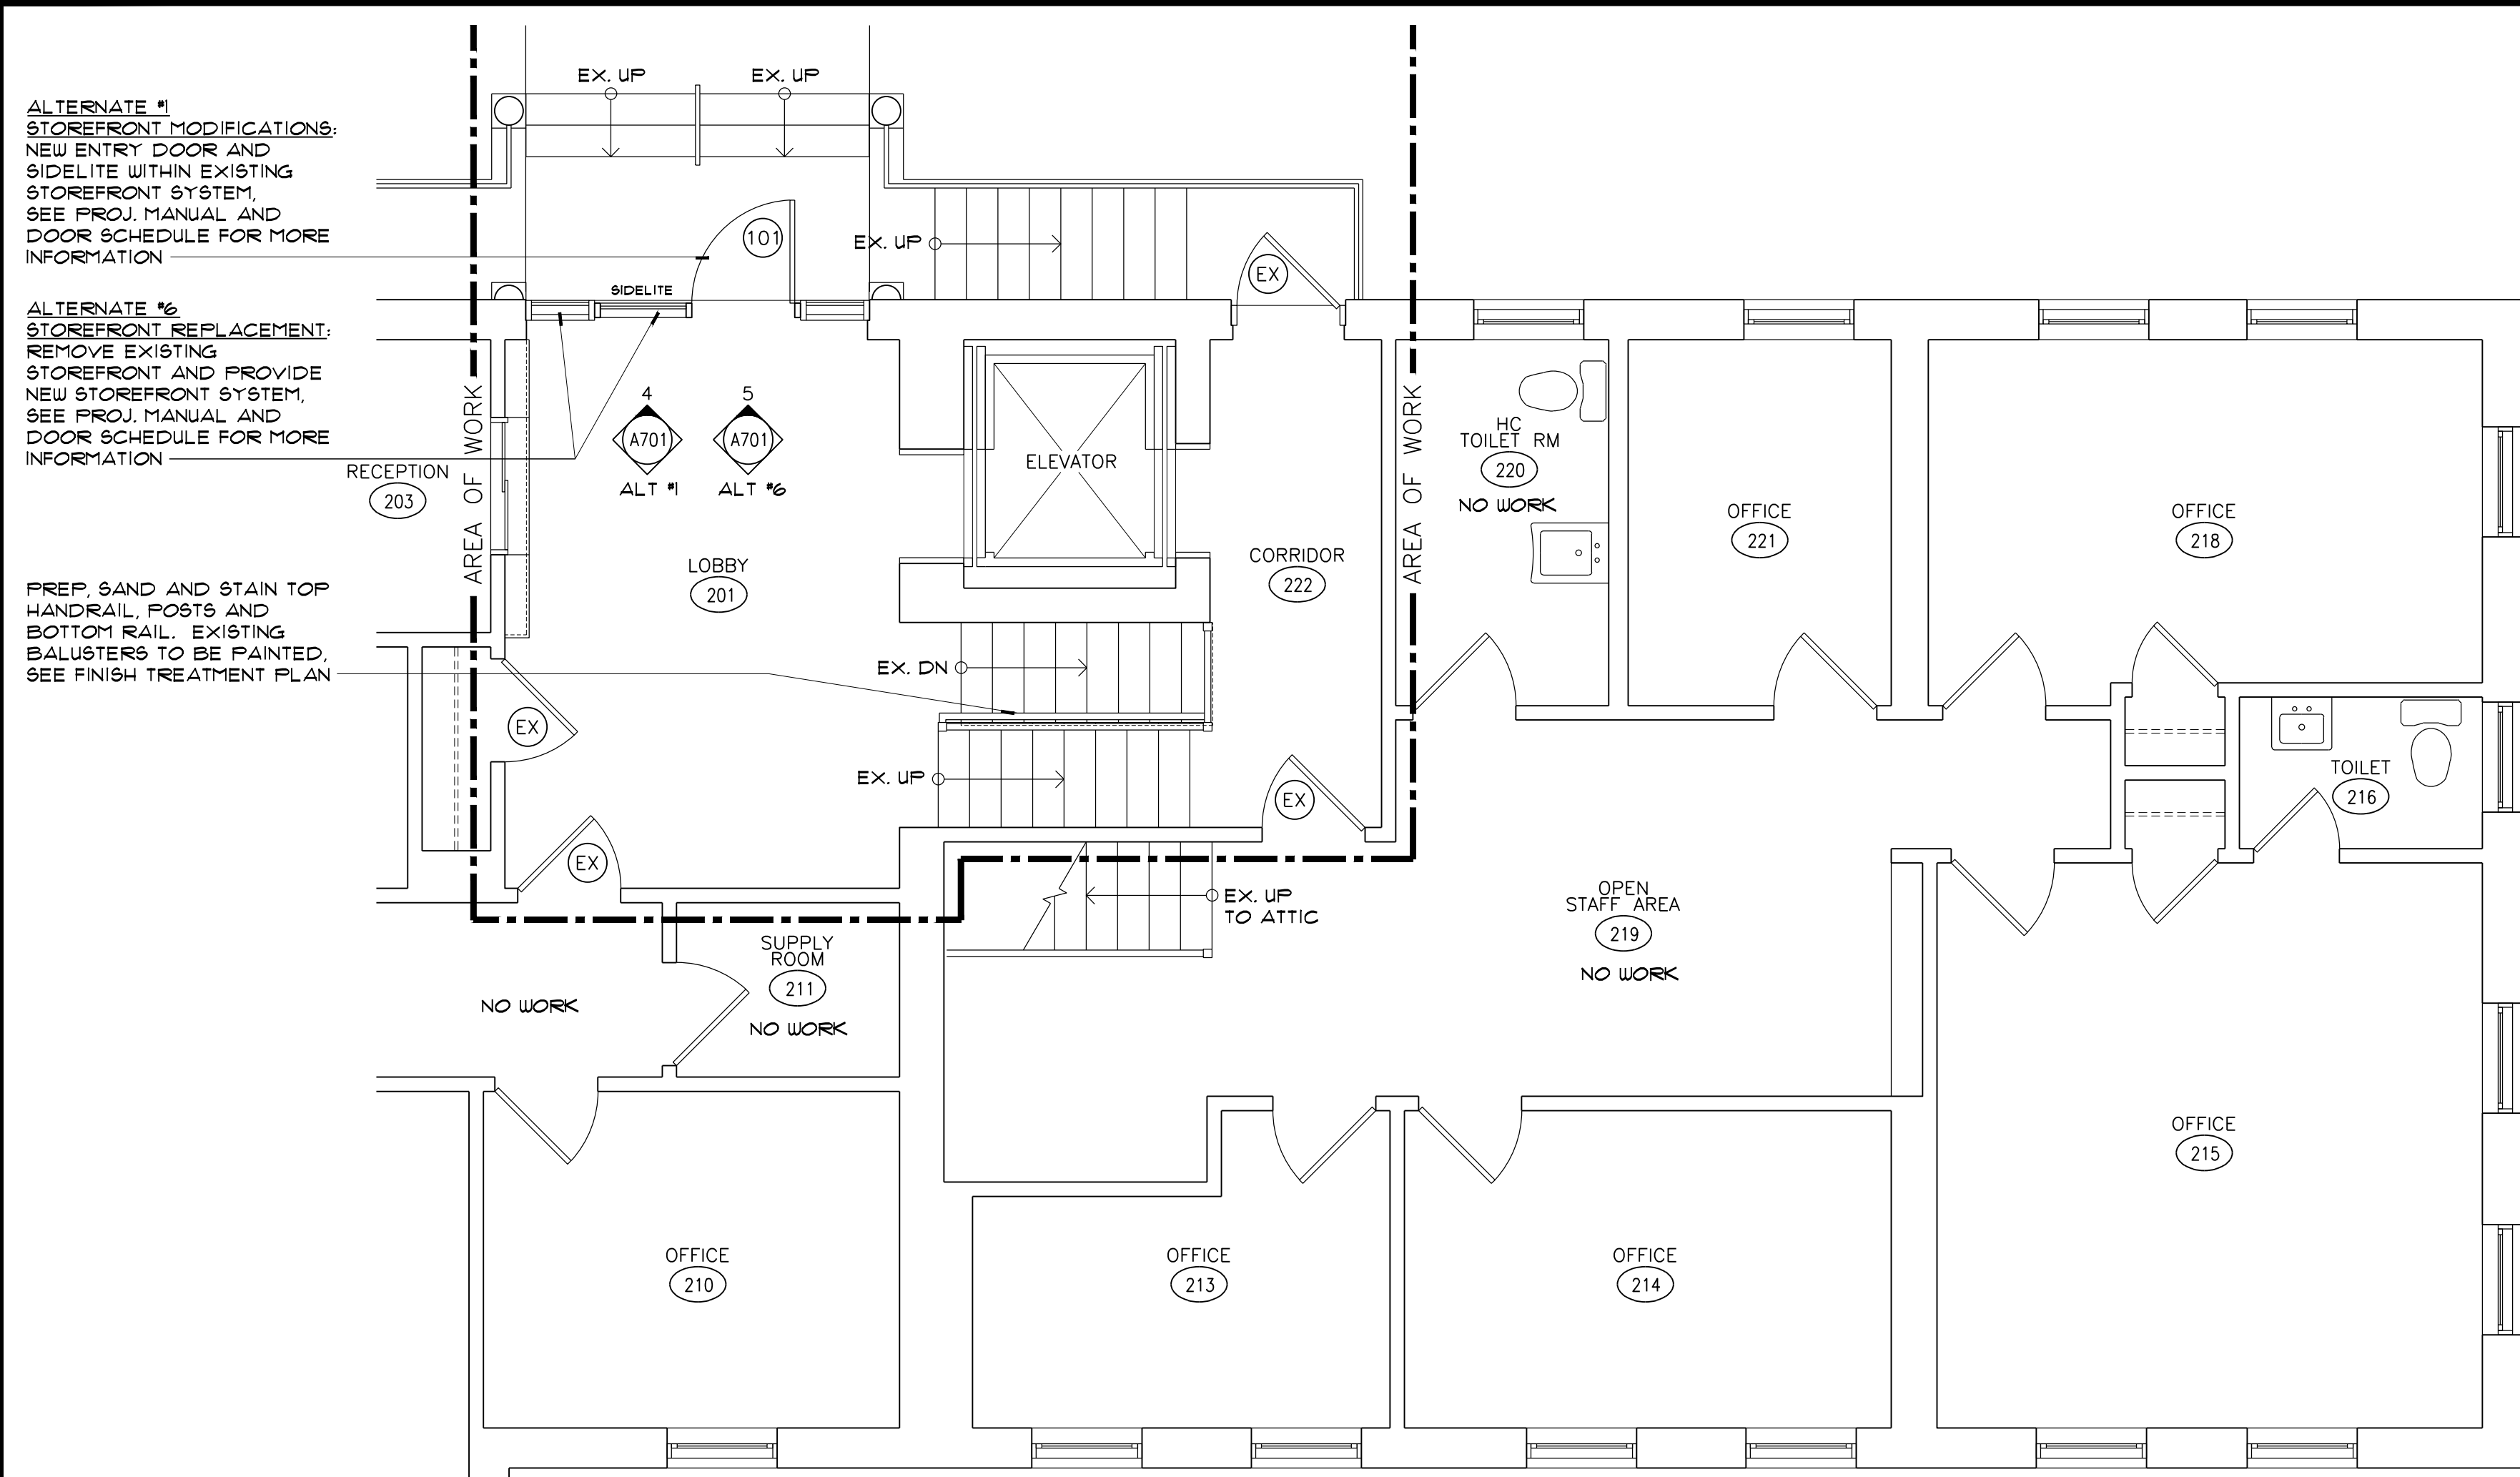 EX. UP
EX. UP
ALTERNATE #1
STOREFRONT MODIFICATIONS:
NEW ENTRY DOOR AND
SIDELITE WITHIN EXISTING
STOREFRONT SYSTEM,
SEE PROJ. MANUAL AND
DOOR SCHEDULE FOR MORE
INFORMATION
101
EX. UP
EX
SIDELITE
ALTERNATE #6
STOREFRONT REPLACEMENT:
REMOVE EXISTING
STOREFRONT AND PROVIDE
NEW STOREFRONT SYSTEM,
SEE PROJ. MANUAL AND
DOOR SCHEDULE FOR MORE
INFORMATION
RECEPTION
203
AREA OF WORK
4
A701
ALT #1
5
A701
ALT #6
ELEVATOR
AREA OF WORK
HC
TOILET RM
220
NO WORK
OFFICE
221
OFFICE
218
LOBBY
201
CORRIDOR
222
PREP, SAND AND STAIN TOP
HANDRAIL, POSTS AND
BOTTOM RAIL. EXISTING
BALUSTERS TO BE PAINTED,
SEE FINISH TREATMENT PLAN
EX. DN
EX
EX. UP
EX
TOILET
216
EX
EX. UP
TO ATTIC
OPEN
STAFF AREA
219
NO WORK
SUPPLY
ROOM
211
NO WORK
NO WORK
OFFICE
215
OFFICE
210
OFFICE
213
OFFICE
214